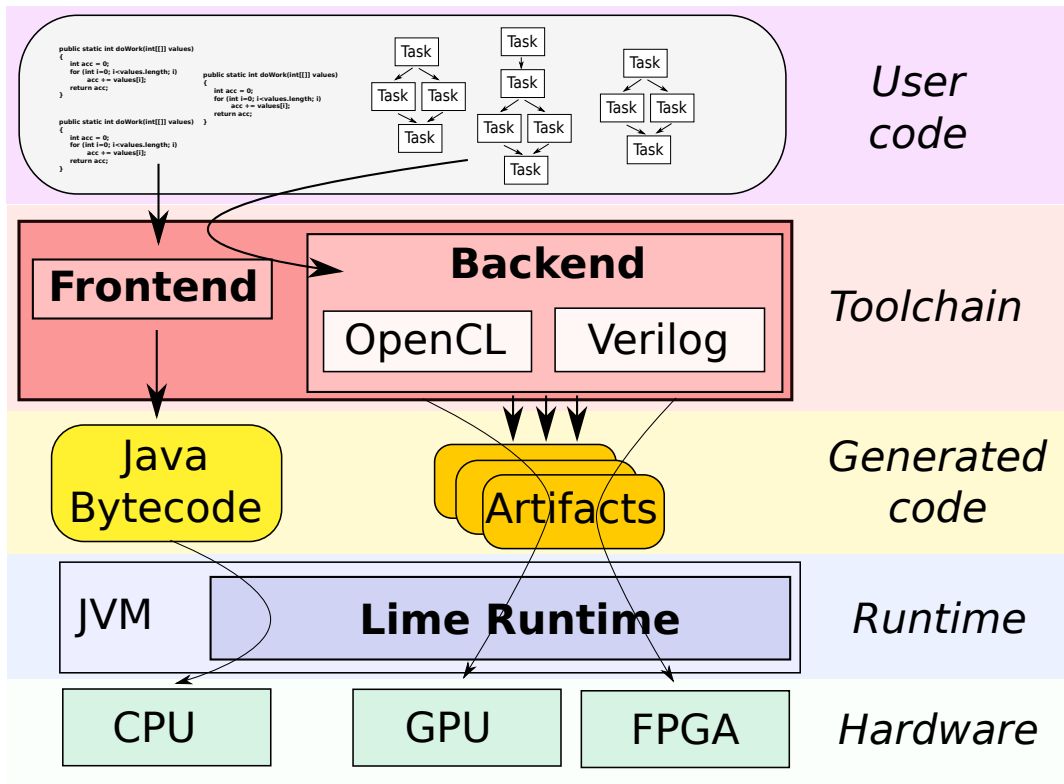 public static int doWork(int[[]] values)
{
int acc = 0;
for (int i=0; i<values.length; i)
acc += values[i];
return acc;
}
public static int doWork(int[[]] values)
{
int acc = 0;
for (int i=0; i<values.length; i)
acc += values[i];
return acc;
}
public static int doWork(int[[]] values)
{
int acc = 0;
for (int i=0; i<values.length; i)
acc += values[i];
return acc;
}
Task
Task Task
Task
Task
Task
Task Task
Task
Task
Task Task
Task
User
code
Frontend
Backend
OpenCL
Verilog
Toolchain
Java
Bytecode
Artifacts
Generated
code
JVM
Lime Runtime
Runtime
CPU
GPU
FPGA
Hardware